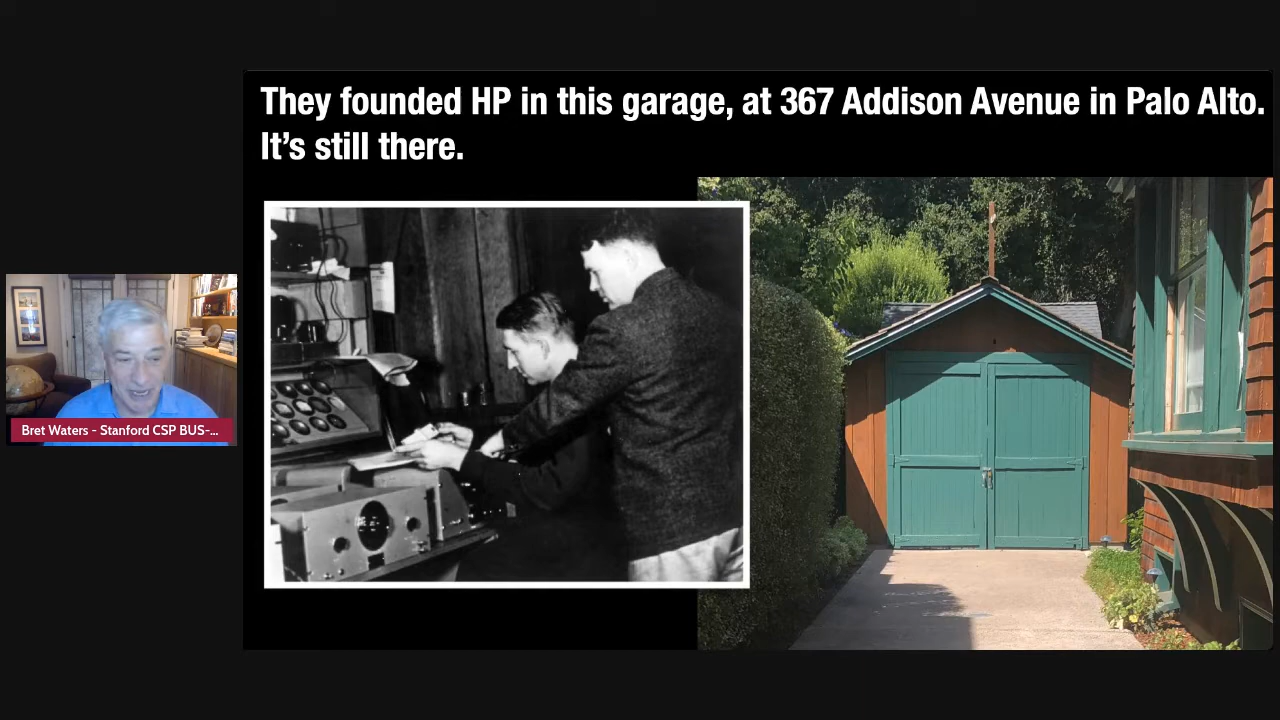 They founded HP in this garage, at 367 Addison Avenue in Palo Alto.
It’s still there.
Bret Waters - Stanford CSP BUS-...